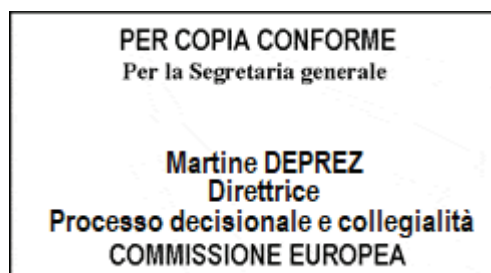 PER COPIA CONFORME
Per la Segretaria generale
Martine DEPREZ
Direttrice
Processo decisionale e collegialità
COMMISSIONE EUROPEA